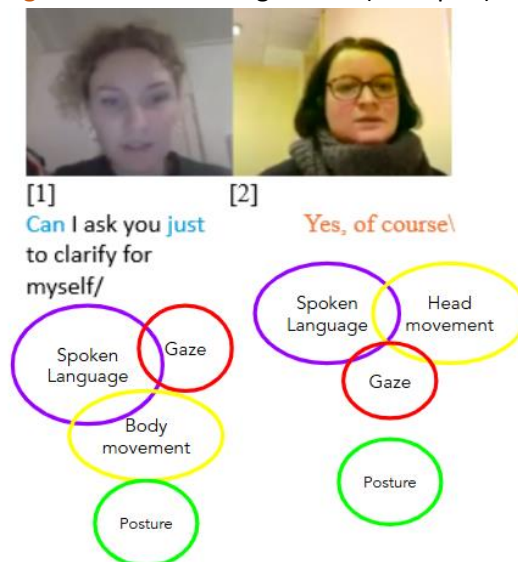 [1]
[2]
Can I ask you just
to clarify for
myself/
Yes, of course\
Spoken
Language
Gaze
Body
movement
Posture
Spoken
Language
Head
movement
Gaze
Posture